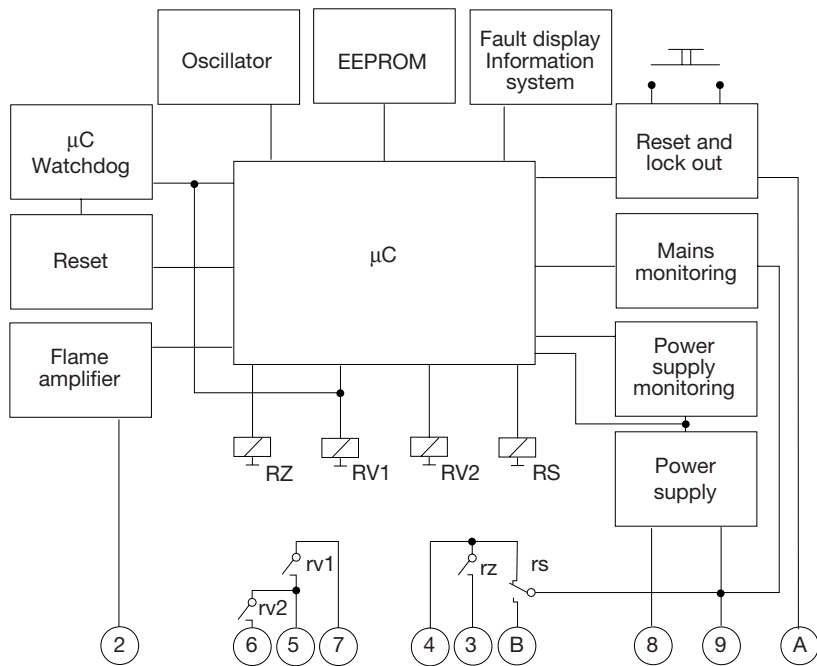 Oscillator
EEPROM
Fault display
Information
system
μC
Watchdog
Reset and
lock out
Reset
μC
Mains
monitoring
Flame
amplifier
Power
supply
monitoring
RZ
RV1
RV2
RS
Power
supply
rv1
rz
rs
rv2
2
6
5
7
4
3
B
8
9
A